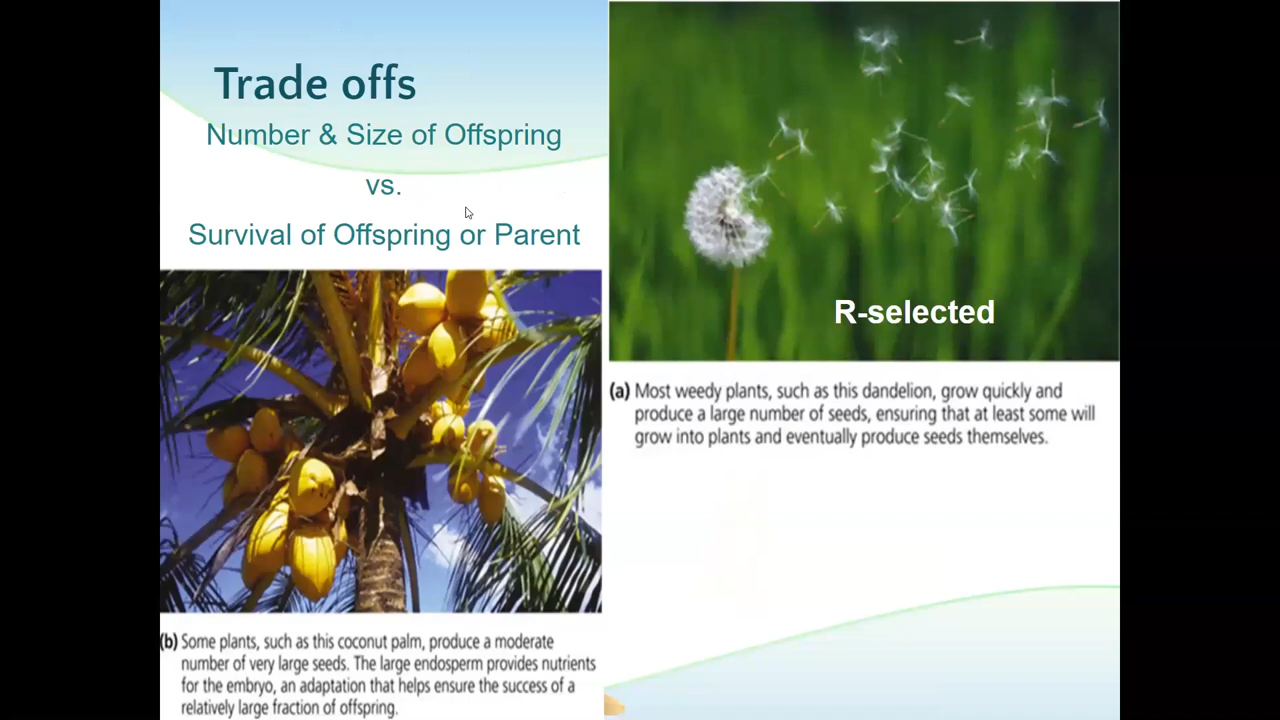 Trade offs
Number & Size of Offspring
vs.
Survival of Offspring or Parent
R-selected
(a) Most weedy plants, such as this dandelion, grow quickly and
produce a large number of seeds, ensuring that at least some will
grow into plants and eventually produce seeds themselves.
(b) Some plants, such as this coconut palm, produce a moderate
number of very large seeds. The large endosperm provides nutrients
for the embryo, an adaptation that helps ensure the success of a
relatively large fraction of offspring.